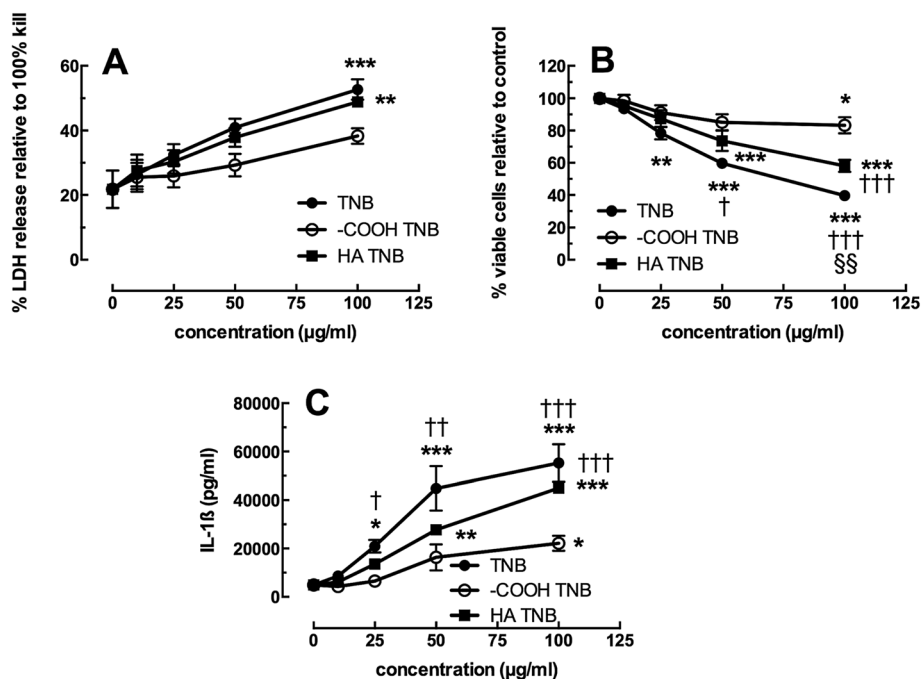 A
% LDH release relative to 100% kill
60
40
20
0
***
**
TNB
-COOH TNB
HA TNB
0 25 50 75 100 125
concentration (µg/ml)
B
% viable cells relative to control
120
100
80
60
40
20
0
*
**
***
***
†
***
†††
***
†††
§§
TNB
-COOH TNB
HA TNB
0 25 50 75 100 125
concentration (µg/ml)
C
IL-1ß (pg/ml)
80000
60000
40000
20000
0
†
*
††
***
**
†††
***
†††
***
*
TNB
-COOH TNB
HA TNB
0 25 50 75 100 125
concentration (µg/ml)